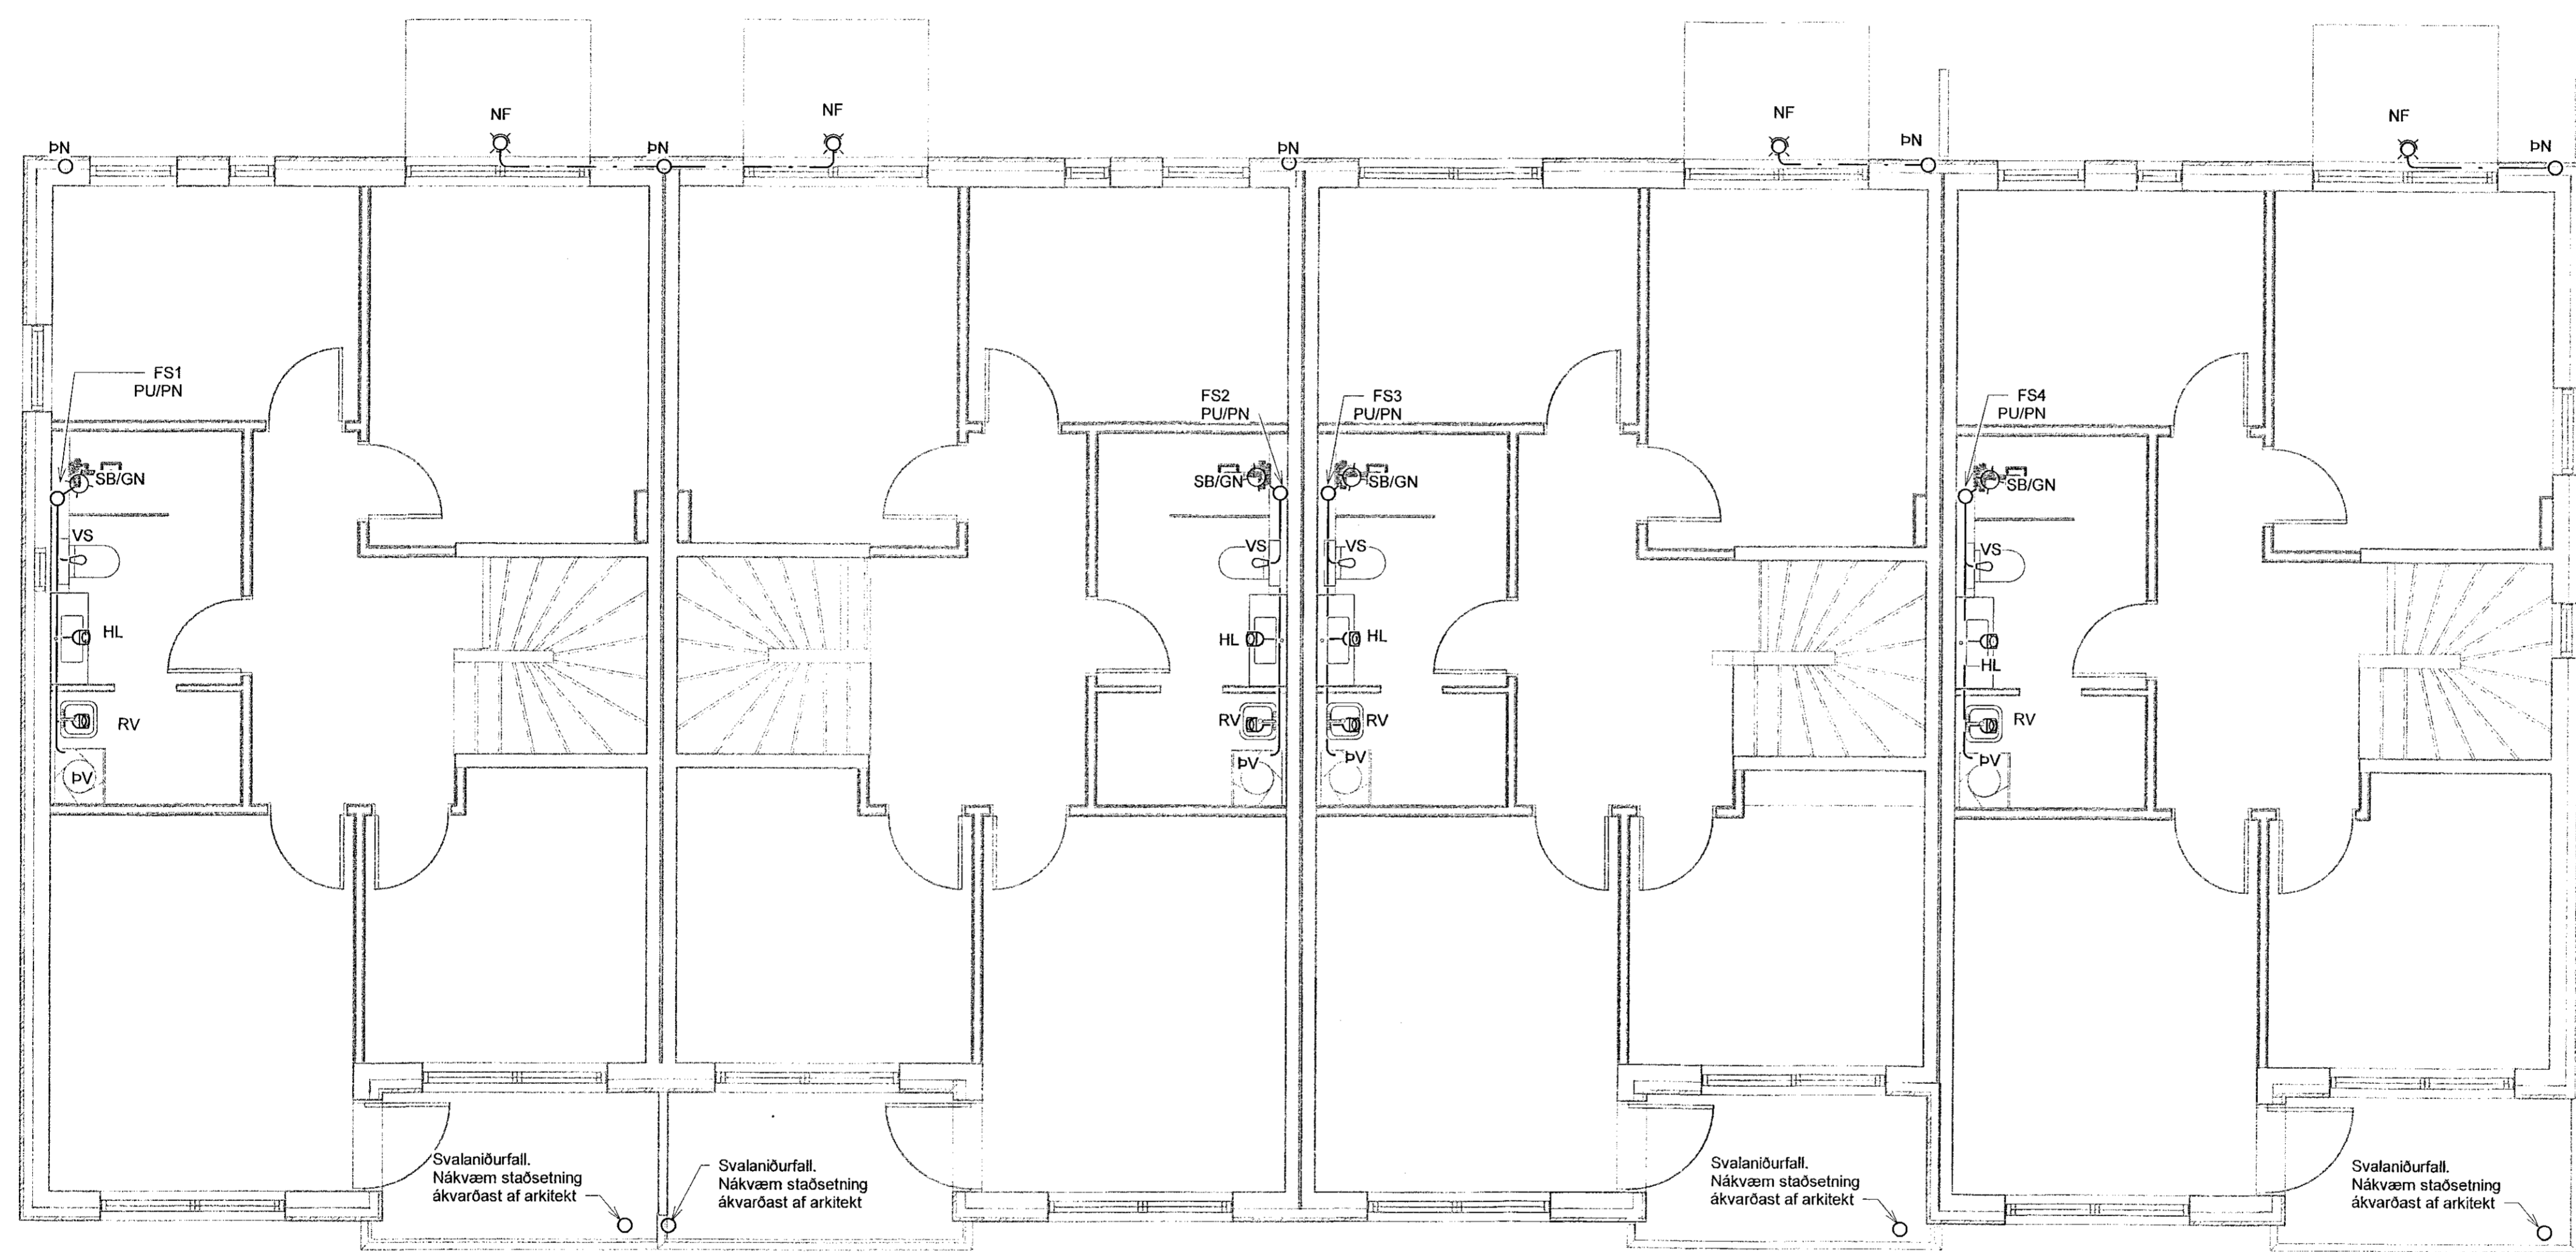 NF
NF
NF
NF
ÞN
ÞN
ÞN
ÞN
ÞN
FS1
PU/PN
FS2
PU/PN
FS3
PU/PN
FS4
PU/PN
SB/GN
SB/GN
SB/GN
SB/GN
VS
VS
VS
VS
HL
HL
HL
HL
RV
RV
RV
RV
ÞV
ÞV
ÞV
ÞV
Svalaniðurfall.
Nákvæm staðsetning
ákvarðast af arkitekt
Svalaniðurfall.
Nákvæm staðsetning
ákvarðast af arkitekt
Svalaniðurfall.
Nákvæm staðsetning
ákvarðast af arkitekt
Svalaniðurfall.
Nákvæm staðsetning
ákvarðast af arkitekt